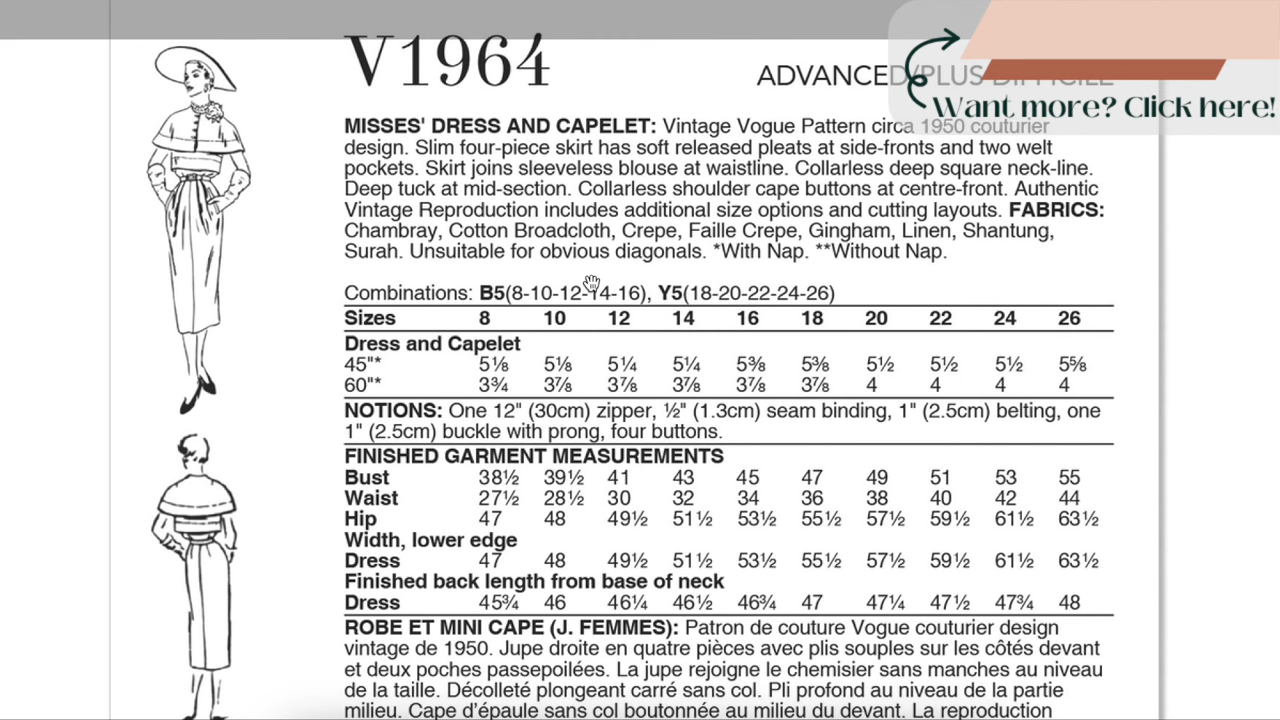 V1964
ADVANCED/PLUS DIFFICILE
Want more? Click here!
MISSES' DRESS AND CAPELET: Vintage Vogue Pattern circa 1950 couturier
design. Slim four-piece skirt has soft released pleats at side-fronts and two welt
pockets. Skirt joins sleeveless blouse at waistline. Collarless deep square neck-line.
Deep tuck at mid-section. Collarless shoulder cape buttons at centre-front. Authentic
Vintage Reproduction includes additional size options and cutting layouts. FABRICS:
Chambray, Cotton Broadcloth, Crepe, Faille Crepe, Gingham, Linen, Shantung,
Surah. Unsuitable for obvious diagonals. *With Nap. **Without Nap.
Combinations: B5(8-10-12-14-16), Y5(18-20-22-24-26)
Sizes 8 10 12 14 16 18 20 22 24 26
Dress and Capelet
45"* 5⅛ 5⅛ 5¼ 5¼ 5⅜ 5⅜ 5½ 5½ 5½ 5⅝
60"* 3¾ 3⅞ 3⅞ 3⅞ 3⅞ 3⅞ 4 4 4 4
NOTIONS: One 12" (30cm) zipper, ½" (1.3cm) seam binding, 1" (2.5cm) belting, one
1" (2.5cm) buckle with prong, four buttons.
FINISHED GARMENT MEASUREMENTS
Bust 38½ 39½ 41 43 45 47 49 51 53 55
Waist 27½ 28½ 30 32 34 36 38 40 42 44
Hip 47 48 49½ 51½ 53½ 55½ 57½ 59½ 61½ 63½
Width, lower edge
Dress 47 48 49½ 51½ 53½ 55½ 57½ 59½ 61½ 63½
Finished back length from base of neck
Dress 45¾ 46 46¼ 46½ 46¾ 47 47¼ 47½ 47¾ 48
ROBE ET MINI CAPE (J. FEMMES): Patron de couture Vogue couturier design
vintage de 1950. Jupe droite en quatre pièces avec plis souples sur les côtés devant
et deux poches passepoilées. La jupe rejoigne le chemisier sans manches au niveau
de la taille. Décolleté plongeant carré sans col. Pli profond au niveau de la partie
milieu. Cape d'épaule sans col boutonnée au milieu du devant. La reproduction